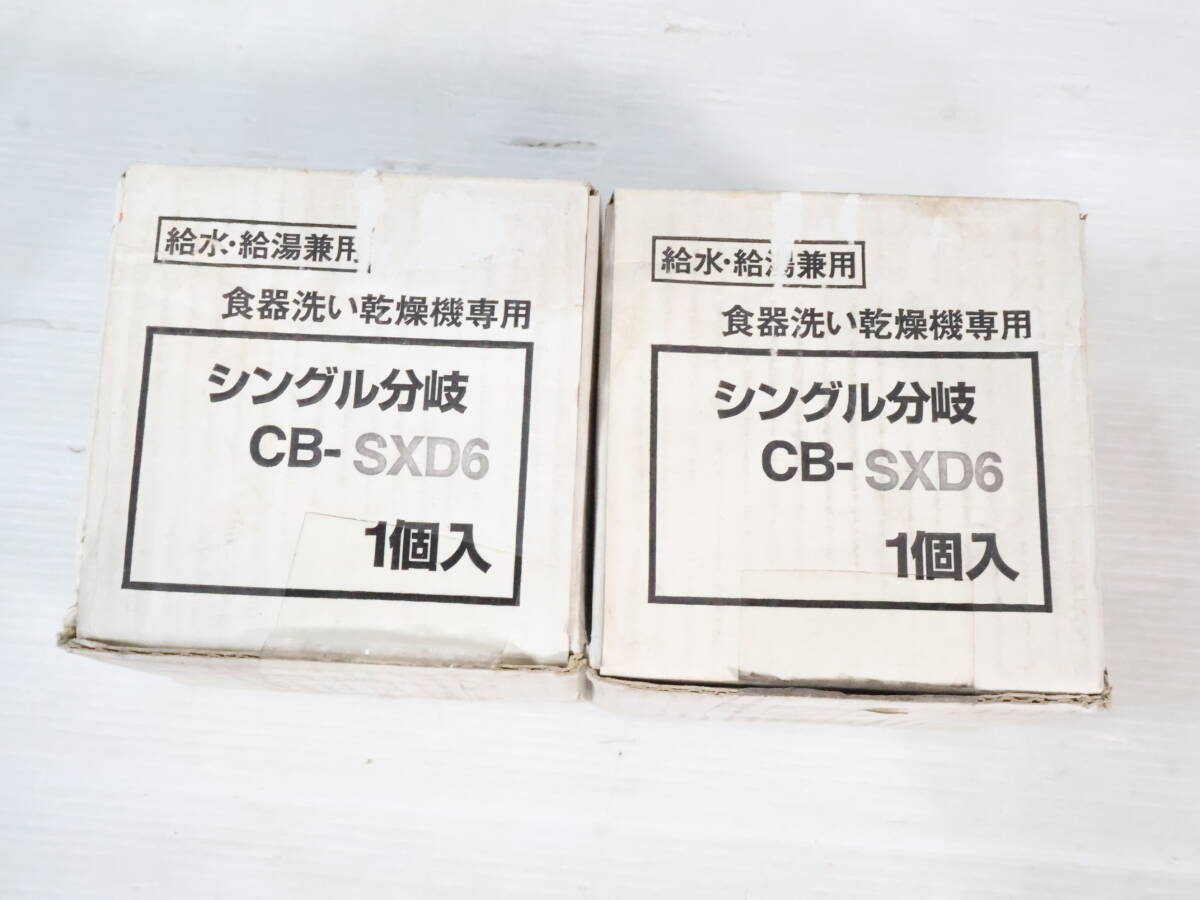 給水・給湯兼用
食器洗い乾燥機専用
シングル分岐
CB-SXD6
1個入
給水・給湯兼用
食器洗い乾燥機専用
シングル分岐
CB-SXD6
1個入